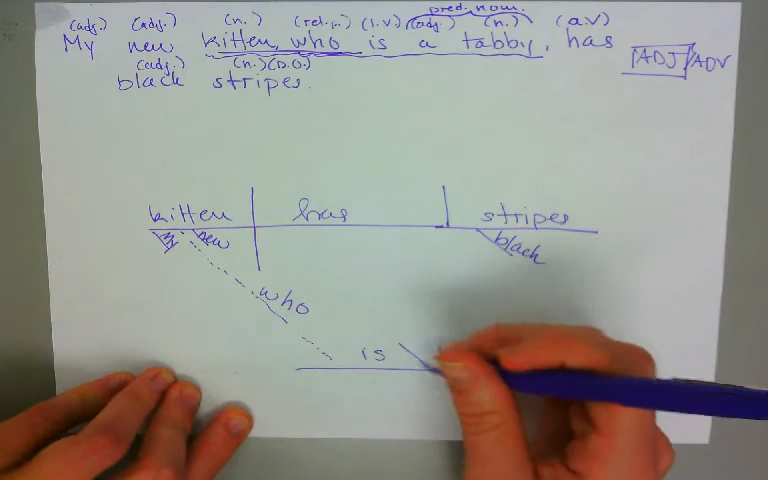 pred. nom.
(adj.) (adj.) (n.) (rel. p.) (l.v) (adj.) (n.) (a.v)
My new kitten, who is a tabby, has
(adj.) (n.) (D.O.)
black stripes.
ADJ/ADV
kitten has stripes
My new black
who
is